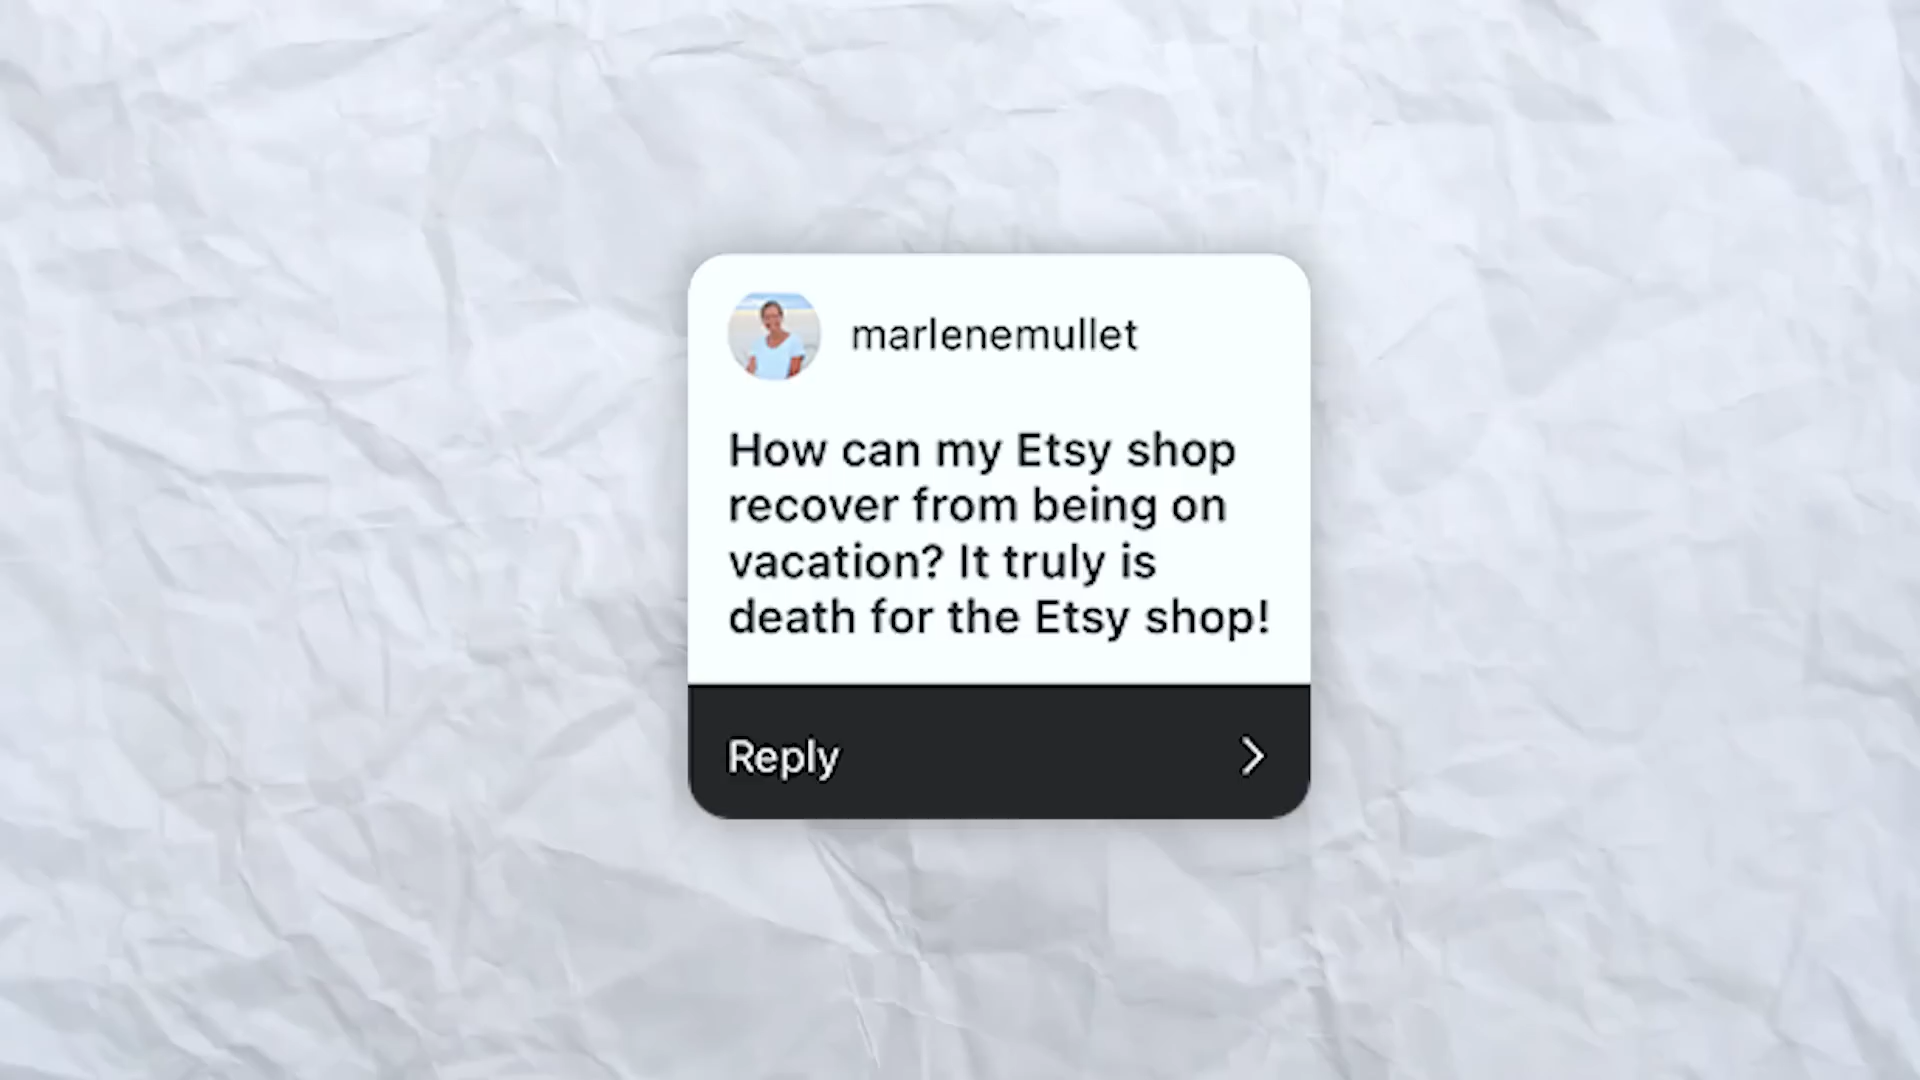 marlenemullet
How can my Etsy shop
recover from being on
vacation? It truly is
death for the Etsy shop!
Reply